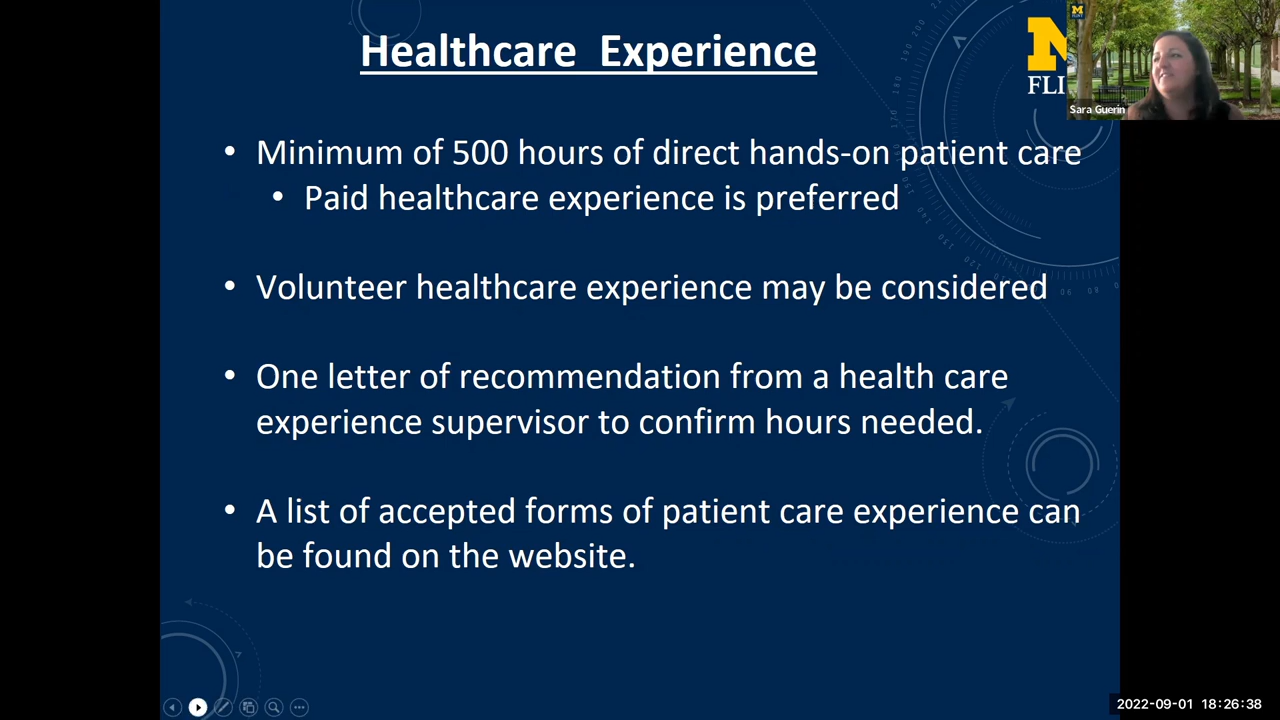 Healthcare  Experience
M
FLI
M
FLINT
Sara Guerin
• Minimum of 500 hours of direct hands-on patient care
• Paid healthcare experience is preferred
• Volunteer healthcare experience may be considered
• One letter of recommendation from a health care
experience supervisor to confirm hours needed.
• A list of accepted forms of patient care experience can
be found on the website.
2022-09-01 18:26:38